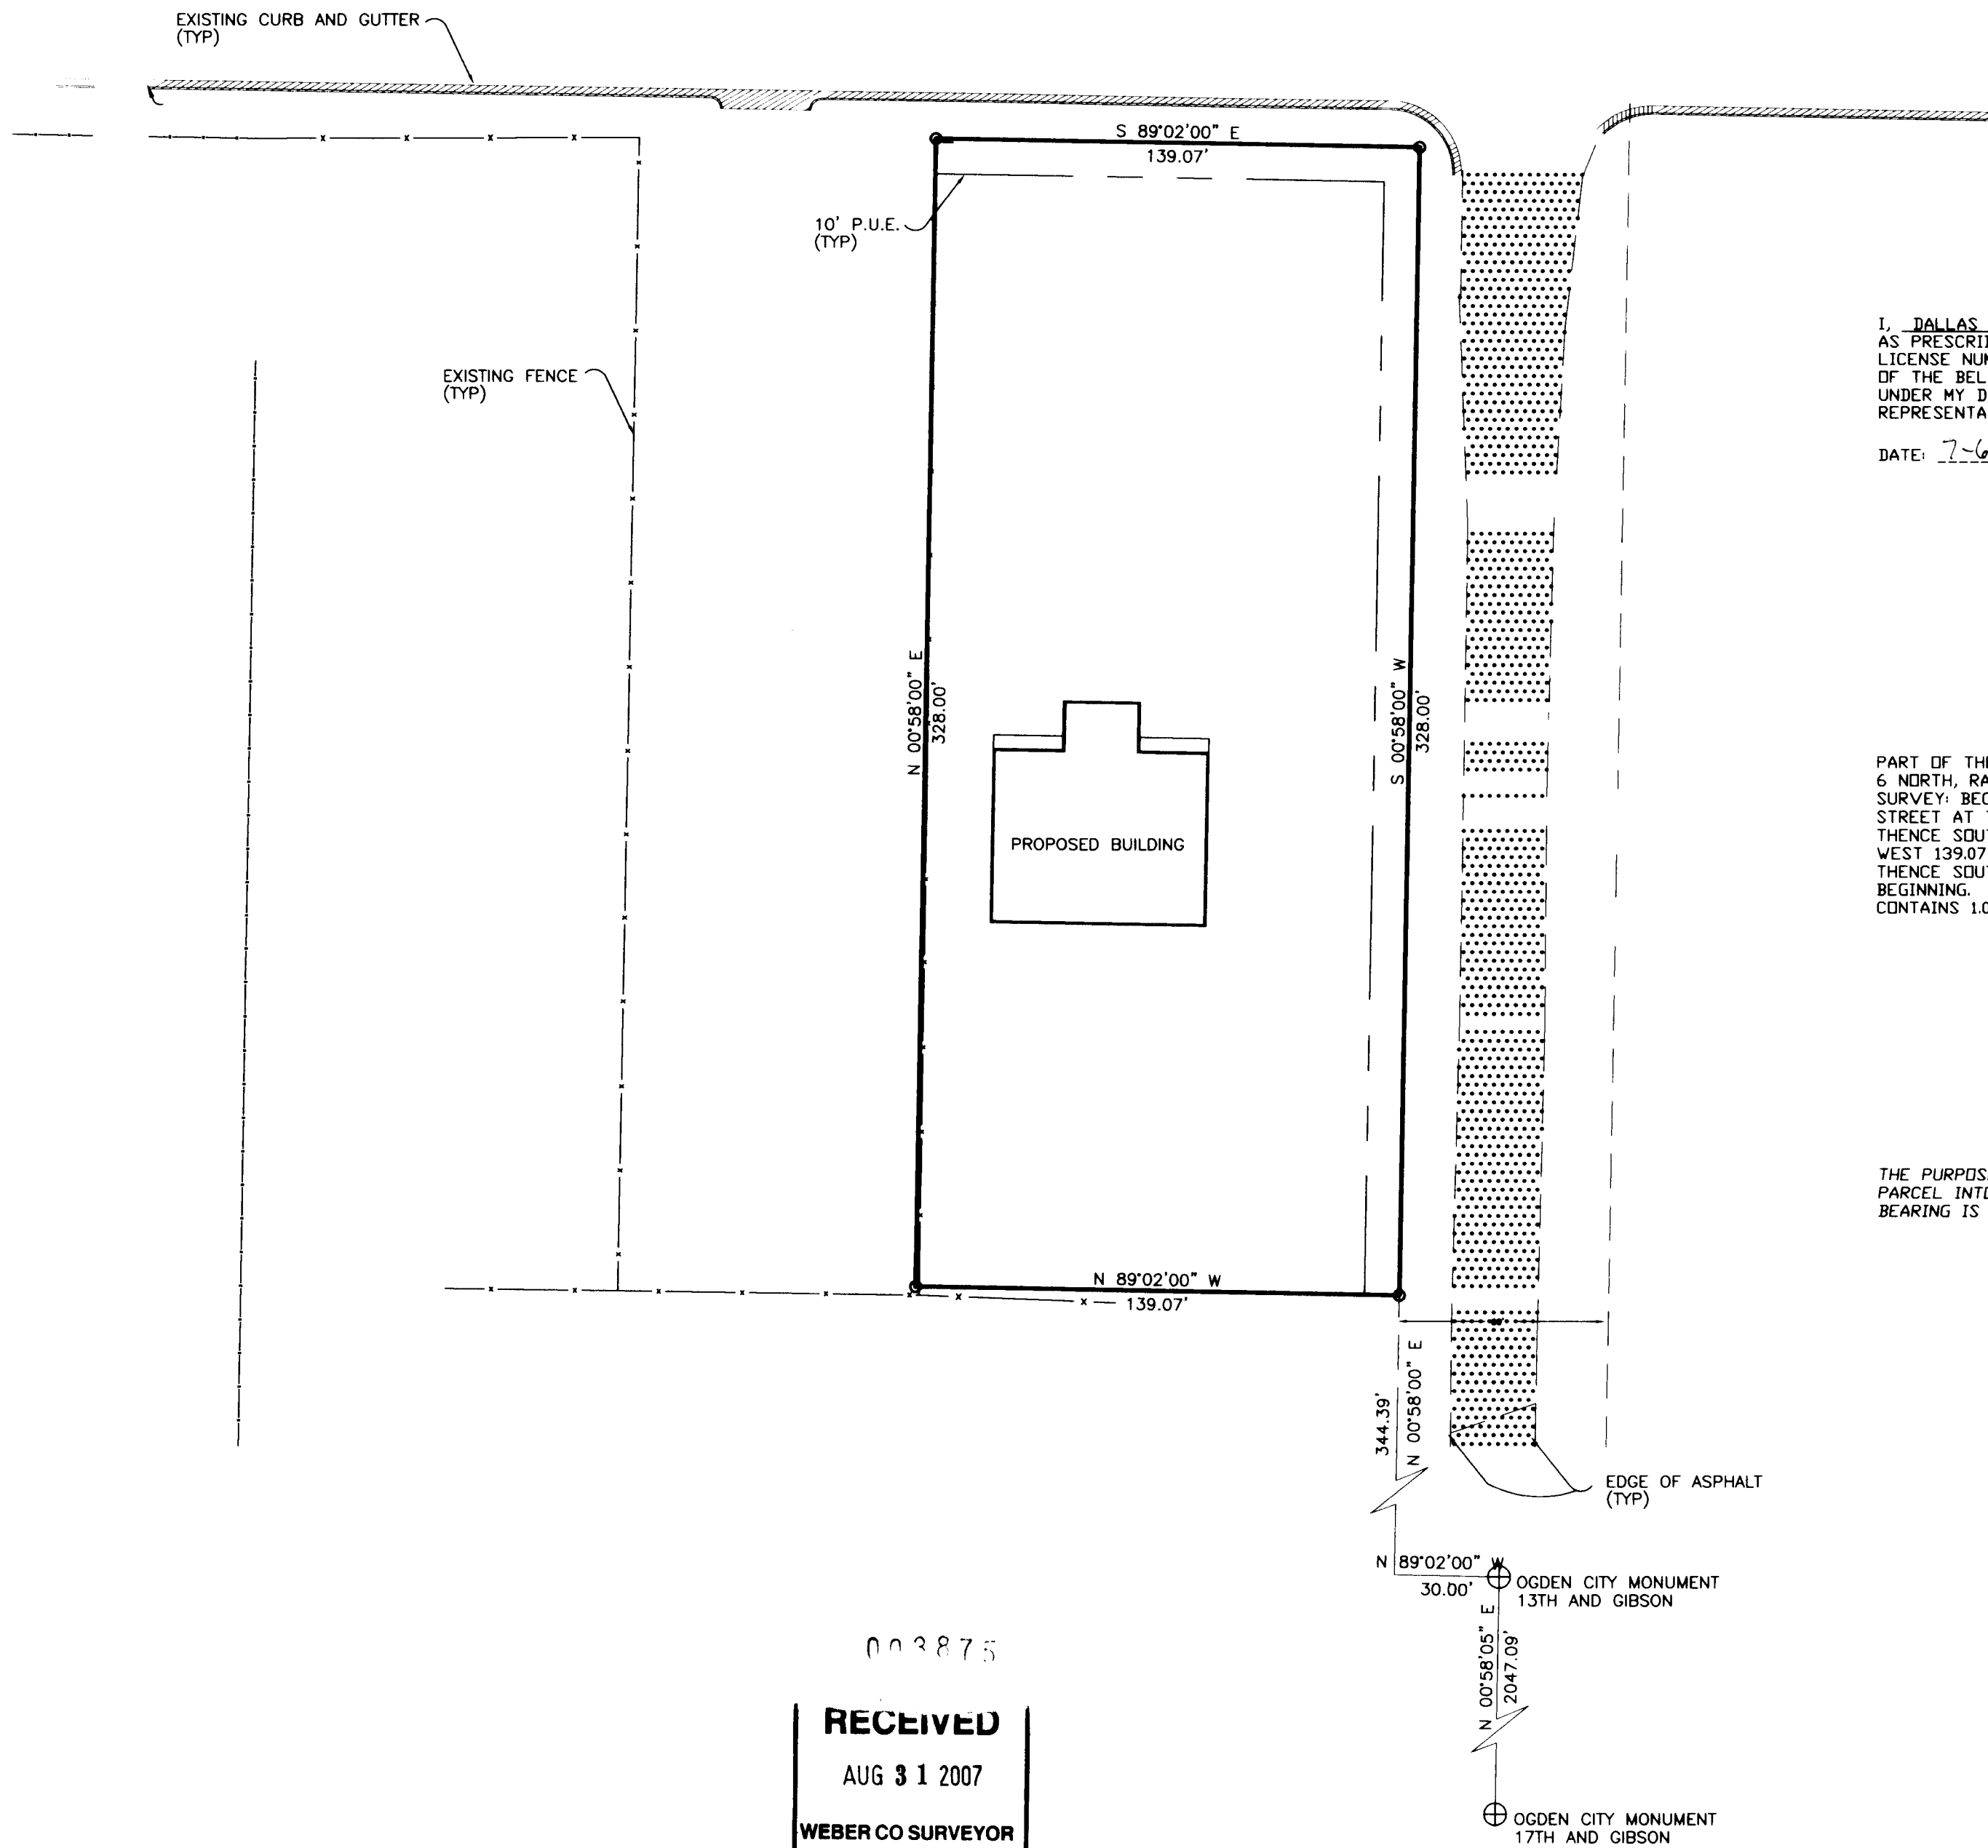 EXISTING CURB AND GUTTER
(TYP)
S 89°02'00" E
139.07'
10' P.U.E.
(TYP)
EXISTING FENCE
(TYP)
N 00°58'00" E
328.00'
S 00°58'00" W
328.00'
PROPOSED BUILDING
N 89°02'00" W
139.07'
344.39'
N 00°58'00" E
EDGE OF ASPHALT
(TYP)
N 89°02'00" W
30.00'
OGDEN CITY MONUMENT
13TH AND GIBSON
N 00°58'05" E
2047.09'
OGDEN CITY MONUMENT
17TH AND GIBSON
003875
RECEIVED
AUG 31 2007
WEBER CO SURVEYOR
I, DALLAS
AS PRESCRI
LICENSE NU
OF THE BEL
UNDER MY D
REPRESENTA
DATE: 7-6
PART OF TH
6 NORTH, RA
SURVEY: BE
STREET AT
THENCE SOU
WEST 139.07
THENCE SOU
BEGINNING.
CONTAINS 1.
THE PURPOS
PARCEL INT
BEARING IS